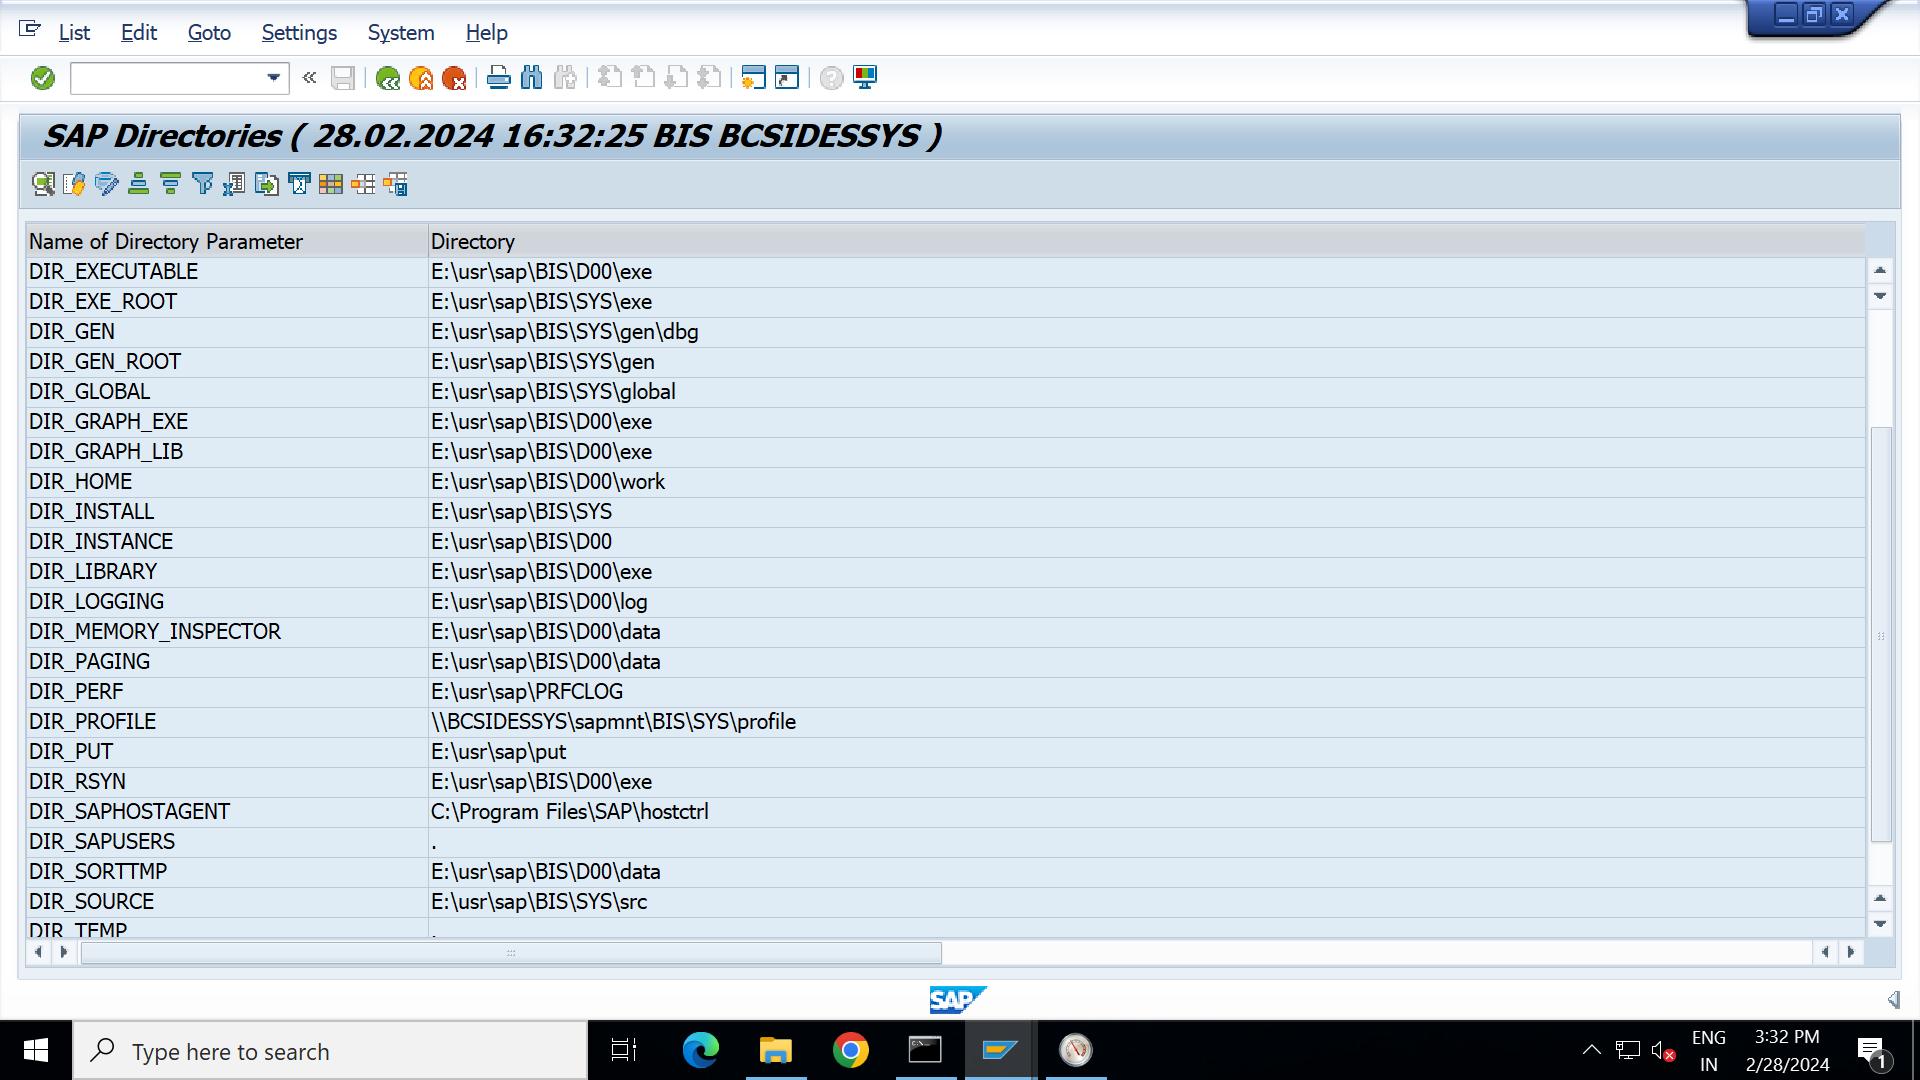 List Edit Goto Settings System Help
SAP Directories ( 28.02.2024 16:32:25 BIS BCSIDESSYS )
Name of Directory Parameter Directory
DIR_EXECUTABLE E:\usr\sap\BIS\D00\exe
DIR_EXE_ROOT E:\usr\sap\BIS\SYS\exe
DIR_GEN E:\usr\sap\BIS\SYS\gen\dbg
DIR_GEN_ROOT E:\usr\sap\BIS\SYS\gen
DIR_GLOBAL E:\usr\sap\BIS\SYS\global
DIR_GRAPH_EXE E:\usr\sap\BIS\D00\exe
DIR_GRAPH_LIB E:\usr\sap\BIS\D00\exe
DIR_HOME E:\usr\sap\BIS\D00\work
DIR_INSTALL E:\usr\sap\BIS\SYS
DIR_INSTANCE E:\usr\sap\BIS\D00
DIR_LIBRARY E:\usr\sap\BIS\D00\exe
DIR_LOGGING E:\usr\sap\BIS\D00\log
DIR_MEMORY_INSPECTOR E:\usr\sap\BIS\D00\data
DIR_PAGING E:\usr\sap\BIS\D00\data
DIR_PERF E:\usr\sap\PRFCLOG
DIR_PROFILE \\BCSIDESSYS\sapmnt\BIS\SYS\profile
DIR_PUT E:\usr\sap\put
DIR_RSYN E:\usr\sap\BIS\D00\exe
DIR_SAPHOSTAGENT C:\Program Files\SAP\hostctrl
DIR_SAPUSERS .
DIR_SORTTMP E:\usr\sap\BIS\D00\data
DIR_SOURCE E:\usr\sap\BIS\SYS\src
DIR_TEMP .
SAP
Type here to search
ENG 3:32 PM
IN 2/28/2024
1